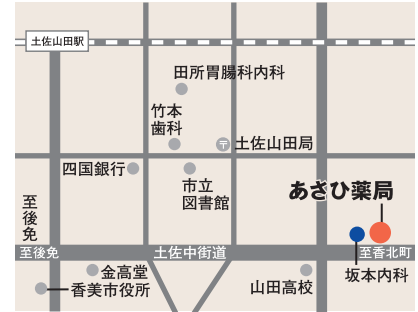 土佐山田駅
田所胃腸科内科
竹本
歯科
〒
土佐山田局
四国銀行
市立
図書館
あさひ薬局
至後免
至後免
土佐中街道
至香北町
金高堂
香美市役所
山田高校
坂本内科